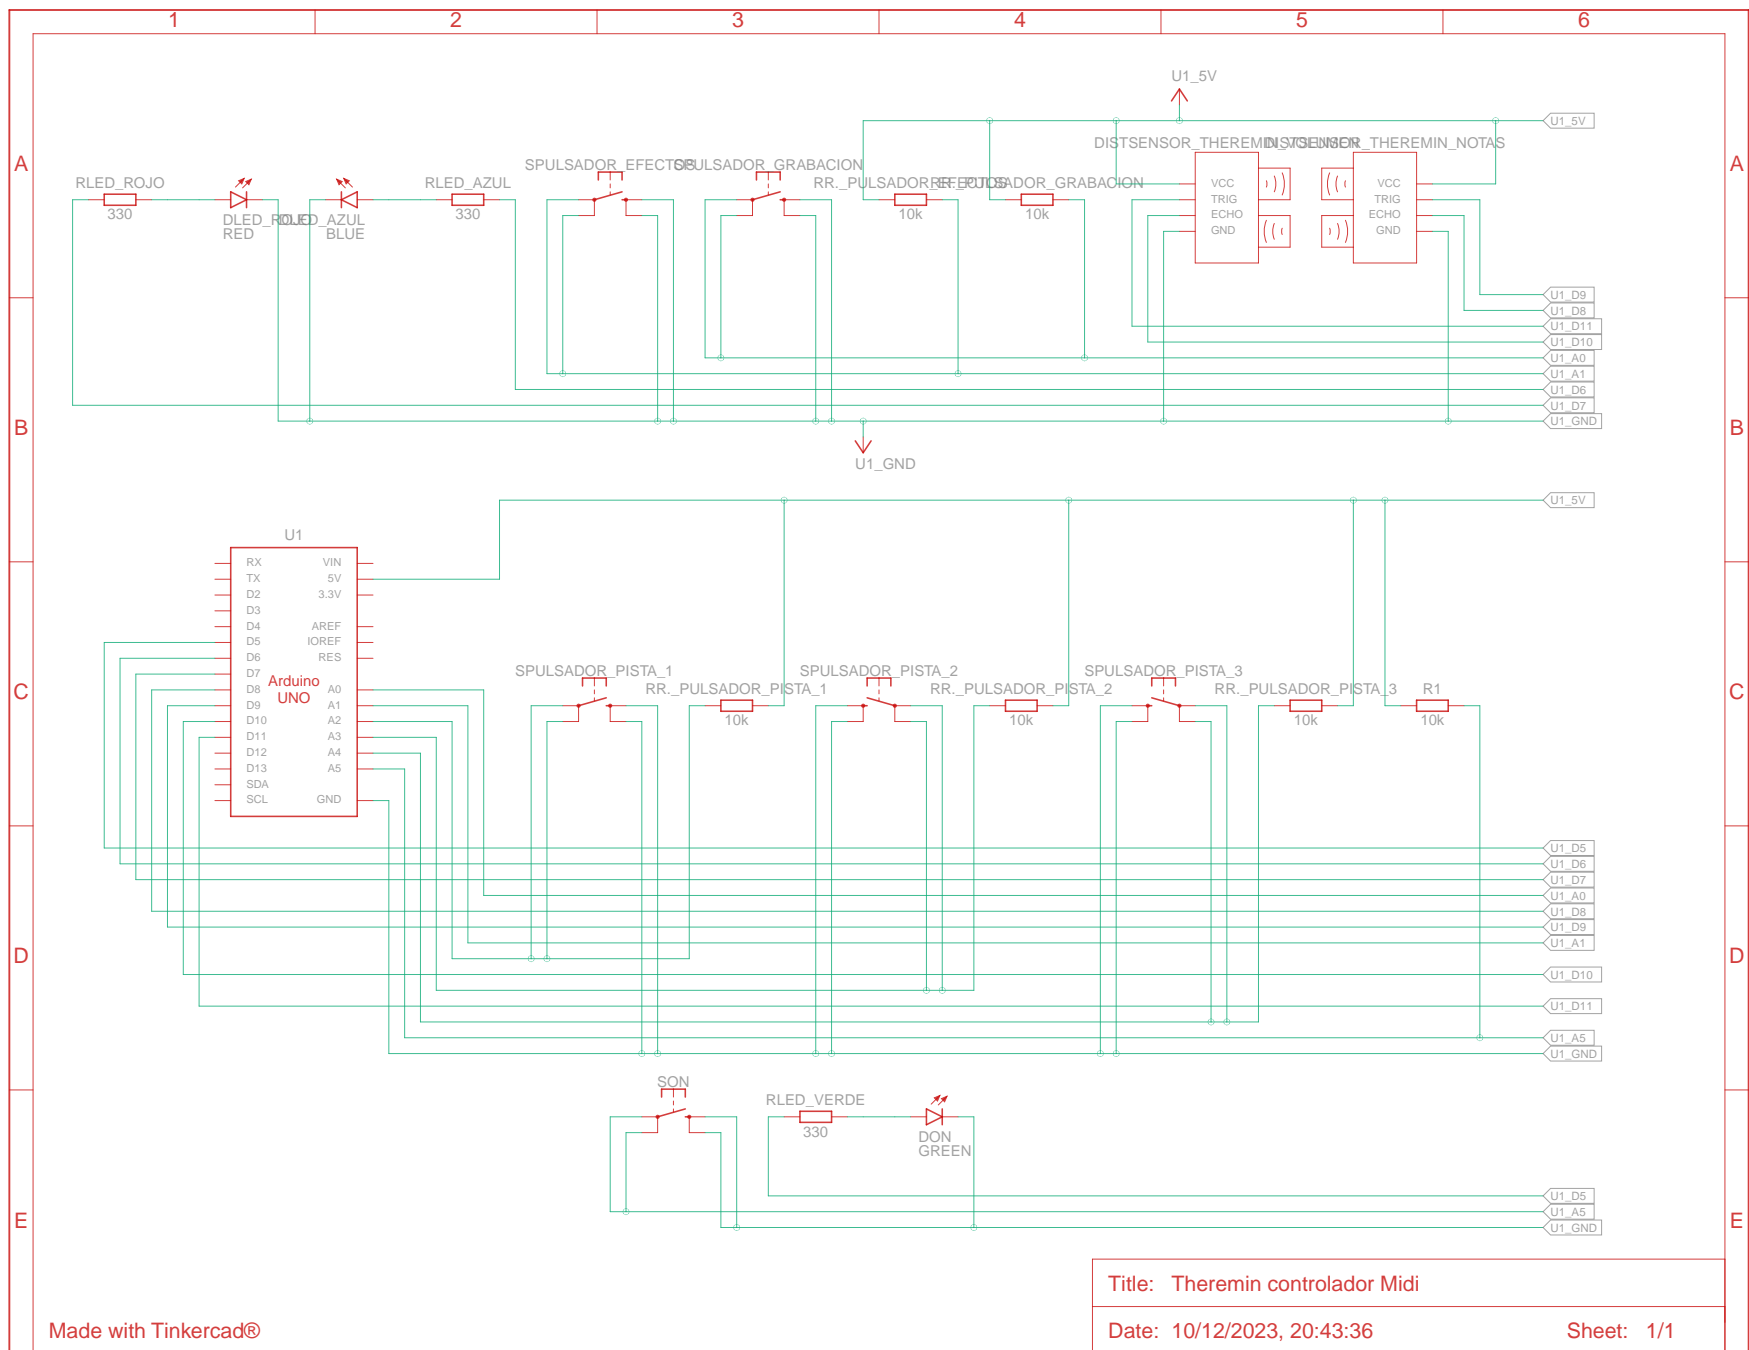 1 2 3 4 5 6
U1_5V
U1_5V
A A
DISTSENSOR_THEREMIN_VOLUMEN DISTSENSOR_THEREMIN_NOTAS
SPULSADOR_EFECTOS SPULSADOR_GRABACION
RLED_ROJO RLED_AZUL RR._PULSADOR_EFECTOS RR._PULSADOR_GRABACION
330 330 10k 10k
DLED_ROJO DLED_AZUL
RED BLUE
VCC VCC
TRIG TRIG
ECHO ECHO
GND GND
U1_D9
U1_D8
U1_D11
U1_D10
U1_A0
U1_A1
U1_D6
U1_D7
U1_GND
B B
U1_GND
U1_5V
U1
RX VIN
TX 5V
D2 3.3V
D3
D4 AREF
D5 IOREF
D6 RES
D7
Arduino
UNO
D8 A0
D9 A1
D10 A2
D11 A3
D12 A4
D13 A5
SDA
SCL GND
SPULSADOR_PISTA_1 SPULSADOR_PISTA_2 SPULSADOR_PISTA_3
C C
RR._PULSADOR_PISTA_1 RR._PULSADOR_PISTA_2 RR._PULSADOR_PISTA_3 R1
10k 10k 10k 10k
U1_D5
U1_D6
U1_D7
U1_A0
U1_D8
U1_D9
U1_A1
D D
U1_D10
U1_D11
U1_A5
U1_GND
SON
RLED_VERDE
330
DON
GREEN
U1_D5
U1_A5
U1_GND
E E
Title: Theremin controlador Midi
Made with Tinkercad®
Date: 10/12/2023, 20:43:36 Sheet: 1/1